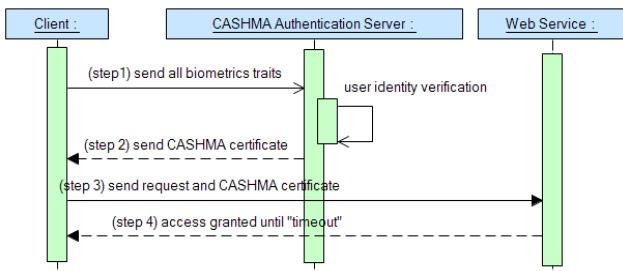 Client :
CASHMA Authentication Server :
Web Service :
(step1) send all biometrics traits
user identity verification
(step 2) send CASHMA certificate
(step 3) send request and CASHMA certificate
(step 4) access granted until "timeout"